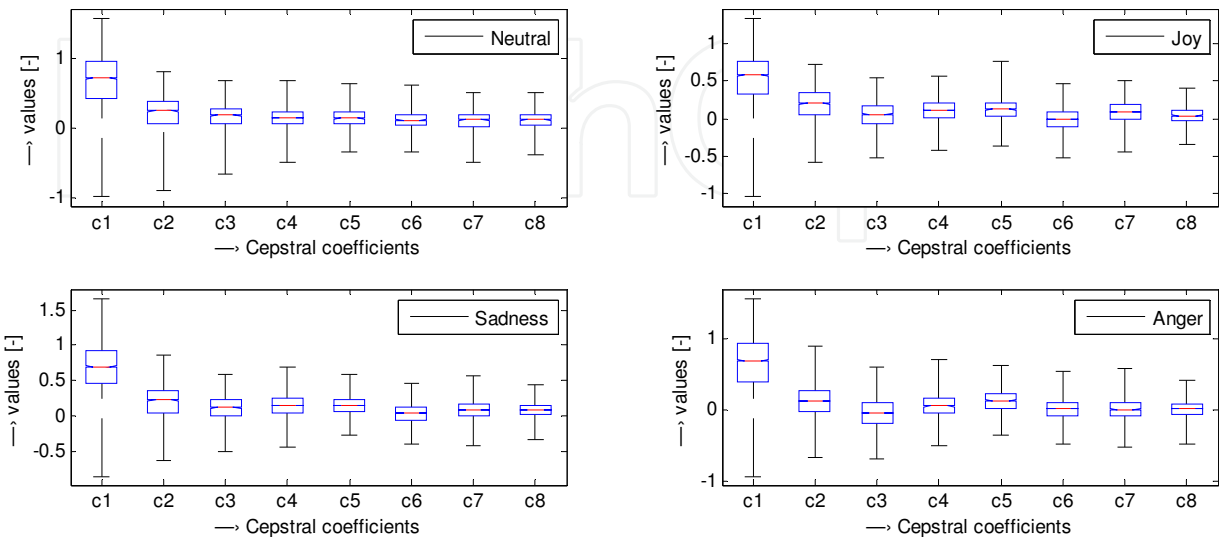 Neutral
1
0
-1
—› values [-]
c1 c2 c3 c4 c5 c6 c7 c8
—› Cepstral coefficients
Joy
1
0.5
0
-0.5
-1
—› values [-]
c1 c2 c3 c4 c5 c6 c7 c8
—› Cepstral coefficients
Sadness
1.5
1
0.5
0
-0.5
—› values [-]
c1 c2 c3 c4 c5 c6 c7 c8
—› Cepstral coefficients
Anger
1
0
-1
—› values [-]
c1 c2 c3 c4 c5 c6 c7 c8
—› Cepstral coefficients